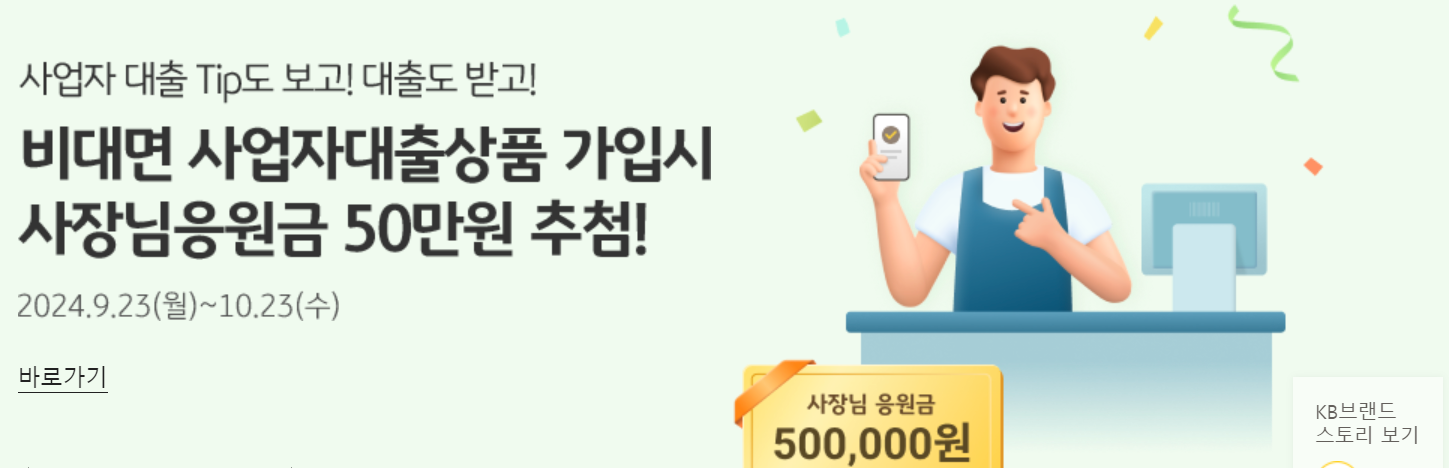 사업자 대출 Tip도 보고! 대출도 받고!
비대면 사업자대출상품 가입시
사장님응원금 50만원 추첨!
2024.9.23(월)~10.23(수)
바로가기
사장님 응원금
500,000원
KB브랜드
스토리 보기